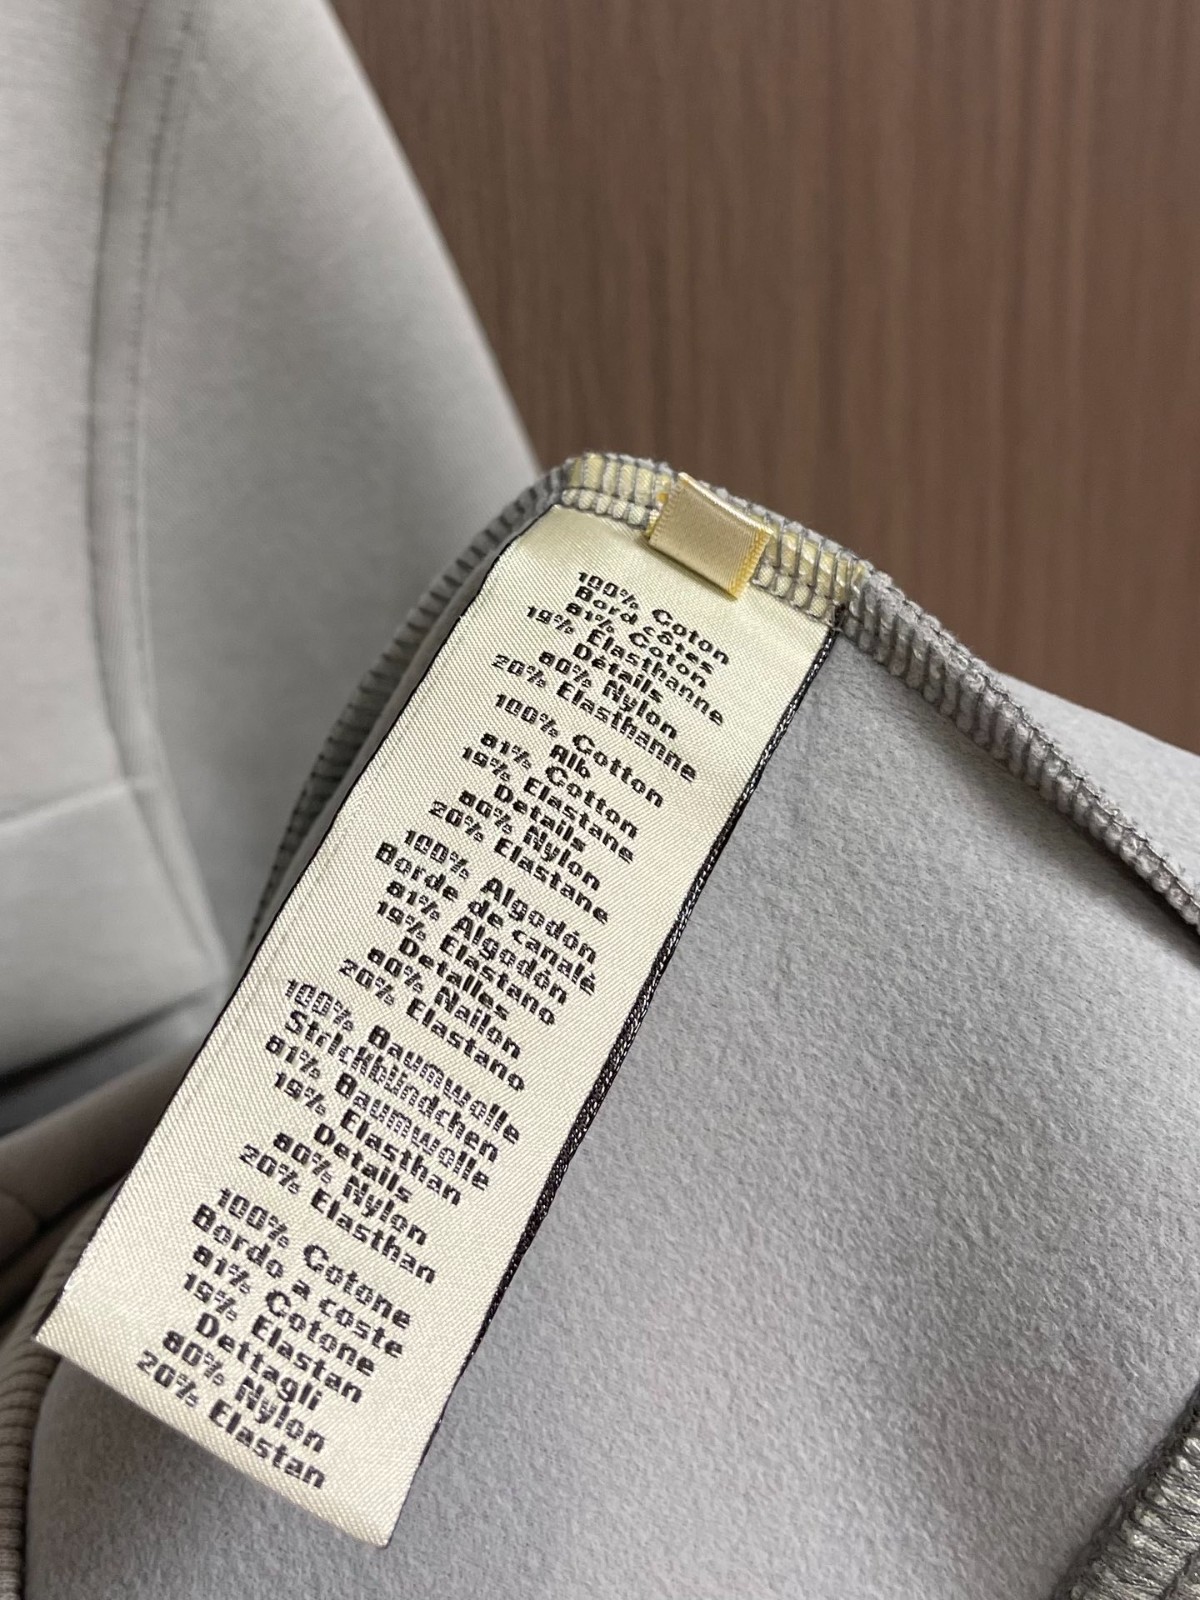 100% Coton
Bord côtes
81% Coton
19% Élasthanne
Détails
80% Nylon
20% Élasthanne
100% Cotton
Alb
81% Cotton
19% Elastane
Details
80% Nylon
20% Elastane
100% Algodón
Borde de canalé
81% Algodón
19% Elastano
Detalles
80% Nailon
20% Elastano
100% Baumwolle
Strickbündchen
81% Baumwolle
19% Elasthan
Details
80% Nylon
20% Elasthan
100% Cotone
Bordo a coste
81% Cotone
19% Elastan
Dettagli
80% Nylon
20% Elastan